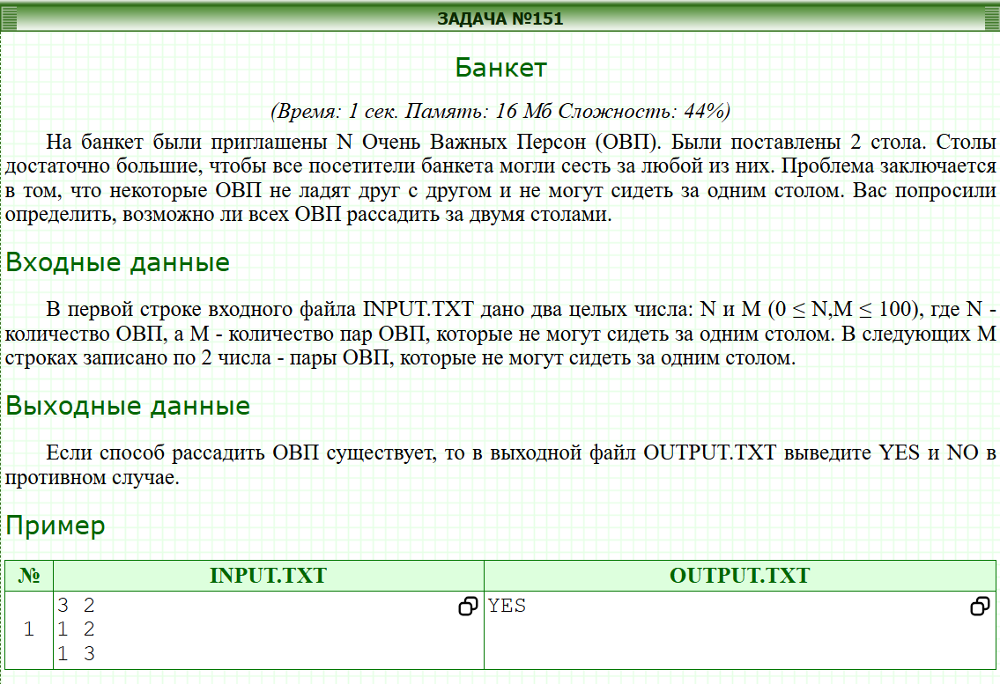 ЗАДАЧА №151
Банкет
(Время: 1 сек. Память: 16 Мб Сложность: 44%)
На банкет были приглашены N Очень Важных Персон (ОВП). Были поставлены 2 стола. Столы
достаточно большие, чтобы все посетители банкета могли сесть за любой из них. Проблема заключается
в том, что некоторые ОВП не ладят друг с другом и не могут сидеть за одним столом. Вас попросили
определить, возможно ли всех ОВП рассадить за двумя столами.
Входные данные
В первой строке входного файла INPUT.TXT дано два целых числа: N и M (0 ≤ N,M ≤ 100), где N -
количество ОВП, а M - количество пар ОВП, которые не могут сидеть за одним столом. В следующих M
строках записано по 2 числа - пары ОВП, которые не могут сидеть за одним столом.
Выходные данные
Если способ рассадить ОВП существует, то в выходной файл OUTPUT.TXT выведите YES и NO в
противном случае.
Пример
№ INPUT.TXT OUTPUT.TXT
3 2 YES
1 1 2
1 3